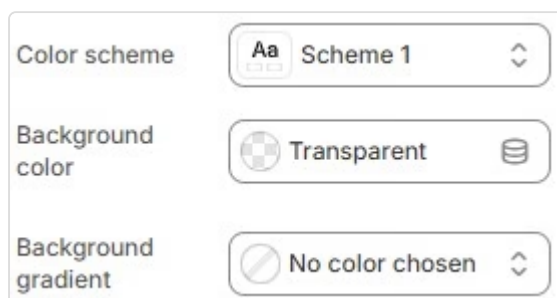 Color scheme
Aa Scheme 1
Background
color
Transparent
Background
gradient
No color chosen